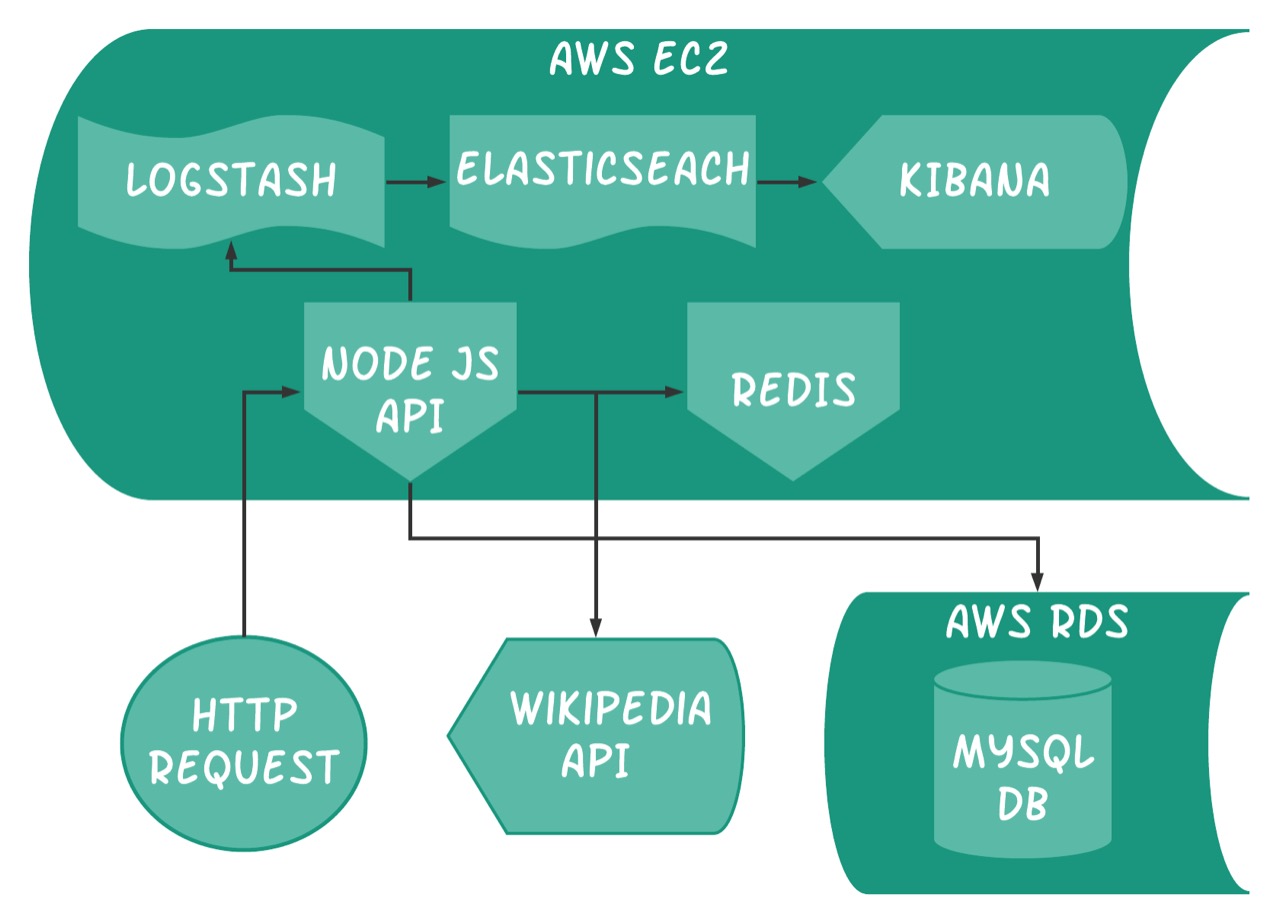 AWS EC2
LOGSTASH
ELASTICSEACH
KIBANA
NODE JS
API
REDIS
HTTP
REQUEST
WIKIPEDIA
API
AWS RDS
MYSQL
DB